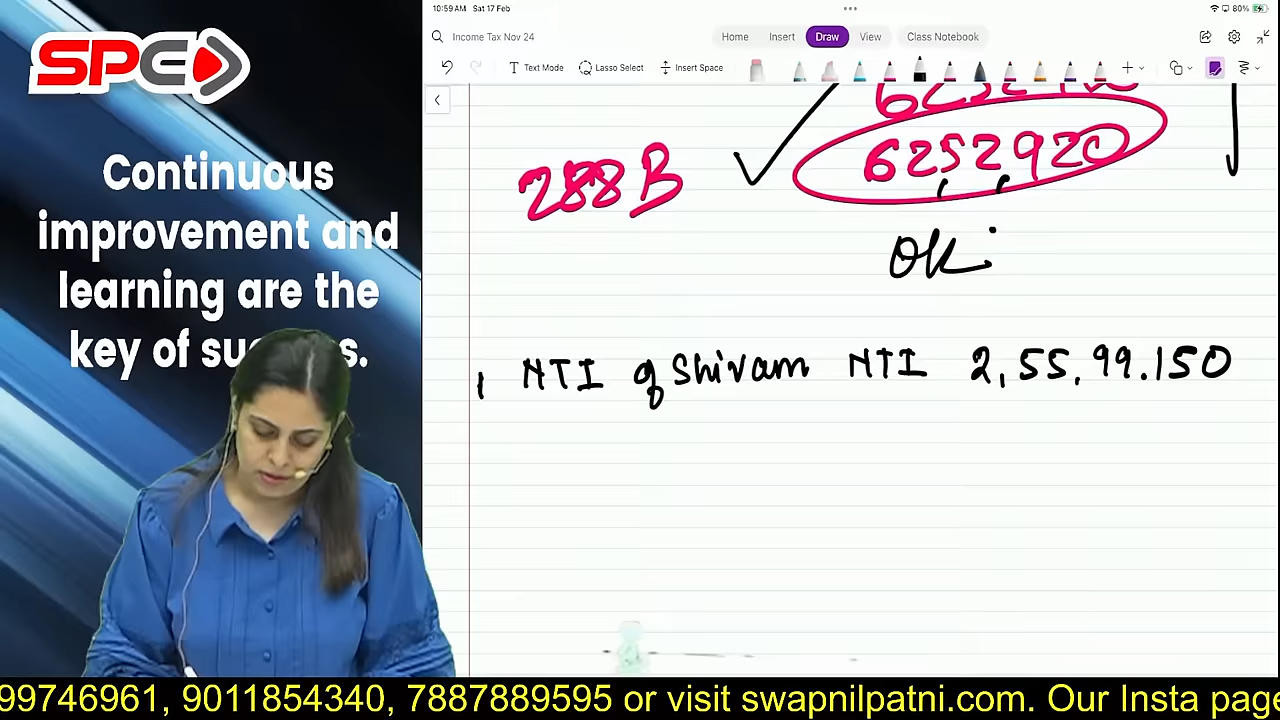 10:59 AM Sat 17 Feb
80%
Income Tax Nov 24
Home Insert Draw View Class Notebook
Text Mode Lasso Select Insert Space
SPC
Continuous
improvement and
learning are the
key of
s.
6252920
288B
OK
1 NTI of Shivam NTI 2,55,99.150
99746961, 9011854340, 7887889595 or visit swapnilpatni.com. Our Insta page